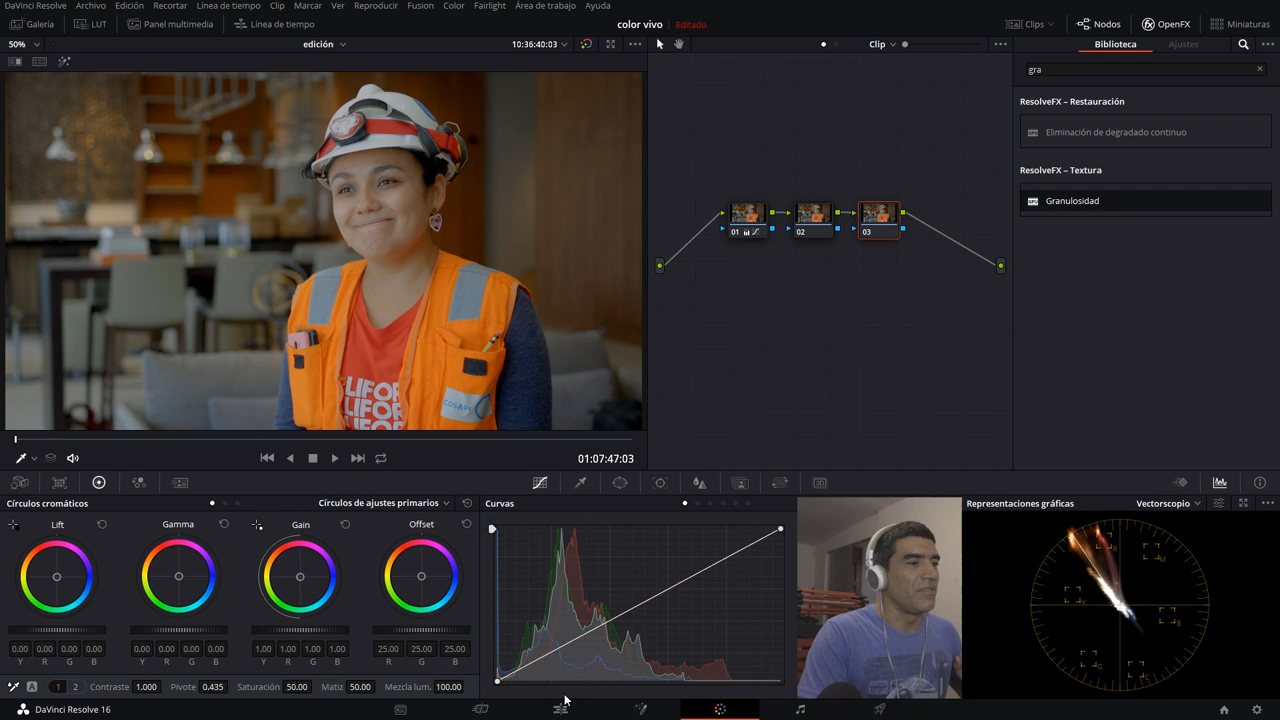 DaVinci Resolve Archivo Edición Recortar Línea de tiempo Clip Marcar Ver Reproducir Fusion Color Fairlight Área de trabajo Ayuda
Galería LUT Panel multimedia Línea de tiempo color vivo Editado Clips Nodos OpenFX Miniaturas
50% edición 10:36:40:03 Clip Biblioteca Ajustes
gra
ResolveFX – Restauración
Eliminación de degradado continuo
ResolveFX – Textura
Granulosidad
01 02 03
LIFOR
LIFOR
LIFOR
COSAPI
01:07:47:03
Círculos cromáticos Círculos de ajustes primarios Curvas Representaciones gráficas Vectorscopio
Lift Gamma Gain Offset
R M Y B G C
0.00 0.00 0.00 0.00 0.00 0.00 0.00 0.00 1.00 1.00 1.00 1.00 25.00 25.00 25.00
Y R G B Y R G B Y R G B R G B
A 1 2 Contraste 1.000 Pivote 0.435 Saturación 50.00 Matiz 50.00 Mezcla lum. 100.00
DaVinci Resolve 16